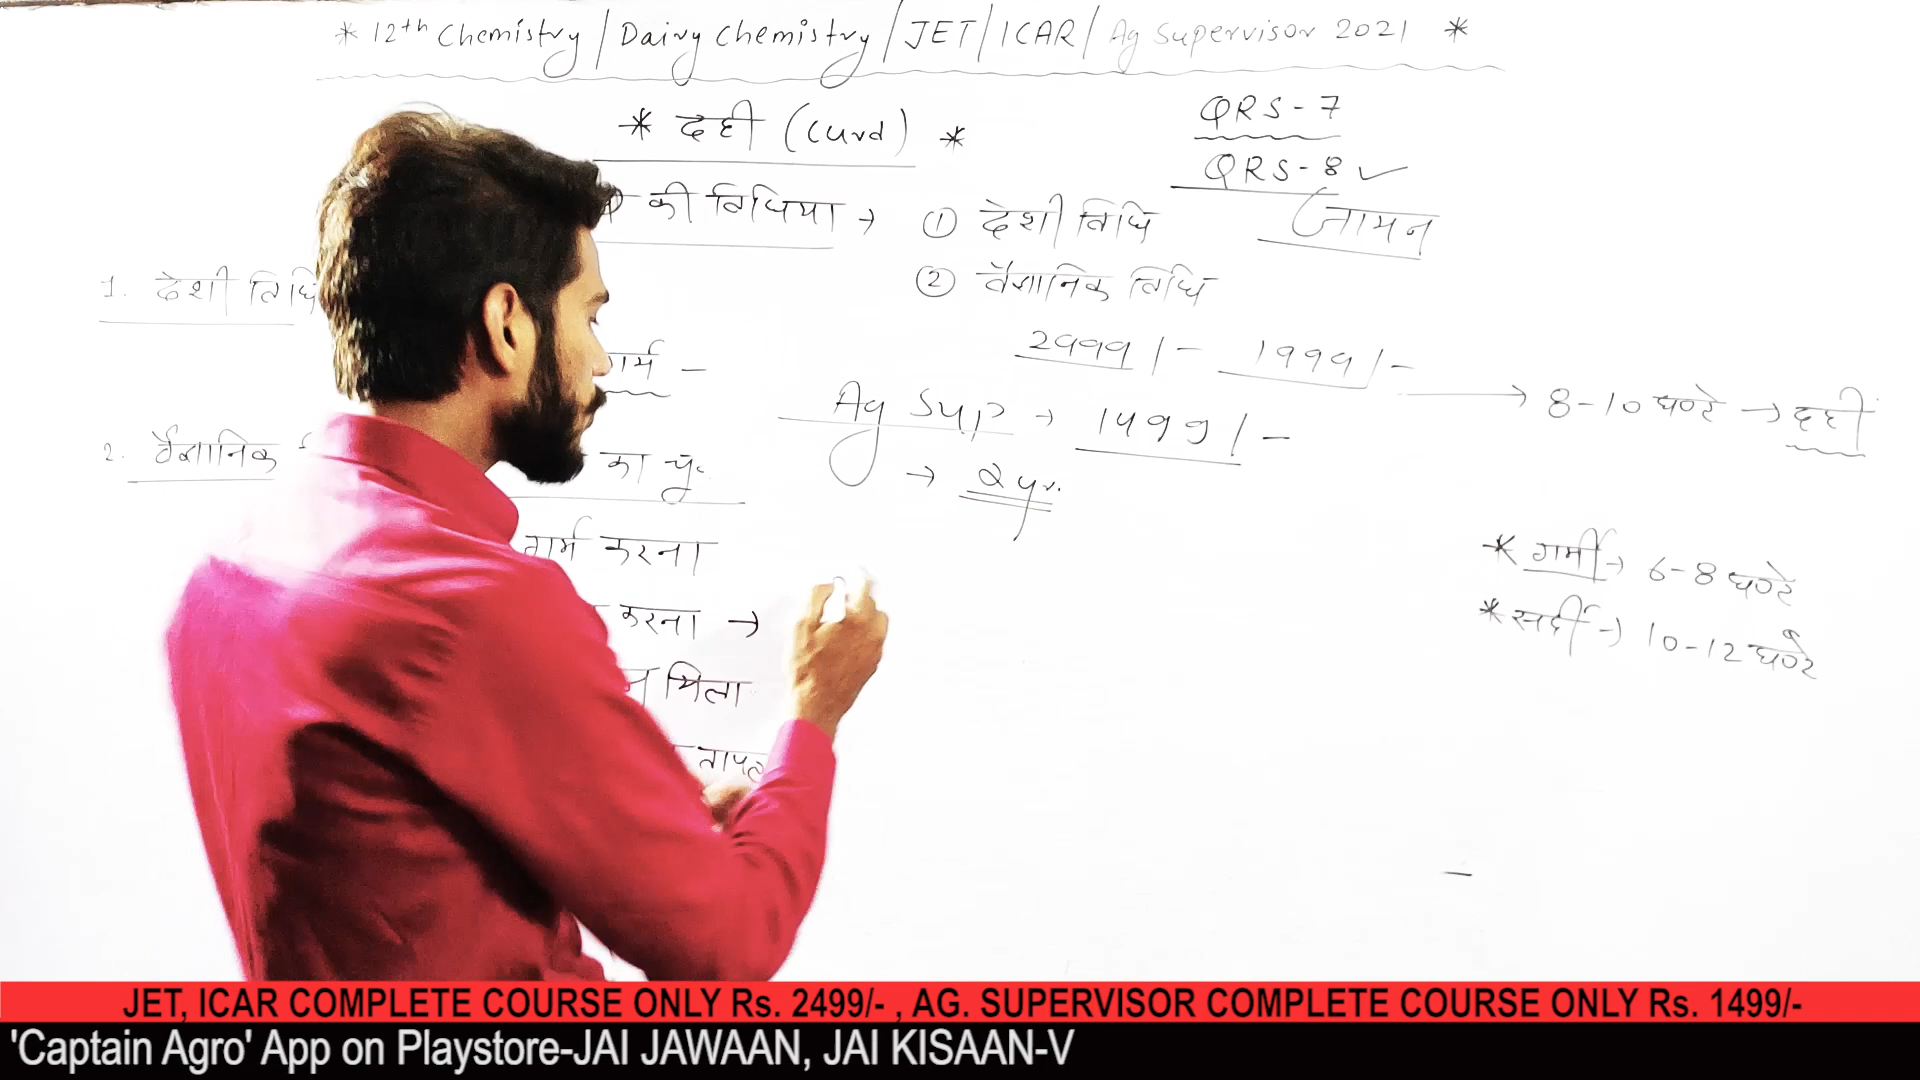 * 12th Chemistry / Dairy Chemistry / JET / ICAR / Ag Supervisor 2021 *
* दही (Curd) *
QRS - 7
QRS - 8 ✓
की विधिया → ① देशी विधि
जामन
② वैज्ञानिक विधि
1. देशी विधि
गर्म -
2999/- 1999/-
Ag Sup → 1499/-
→ 8-10 घण्टे → दही
2. वैज्ञानिक
का चू.
→ 2 yr.
गर्म करना
* गर्मी → 6-8 घण्टे
करना →
* सर्दी → 10-12 घण्टे
मिला
JET, ICAR COMPLETE COURSE ONLY Rs. 2499/- , AG. SUPERVISOR COMPLETE COURSE ONLY Rs. 1499/-
'Captain Agro' App on Playstore-JAI JAWAAN, JAI KISAAN-V